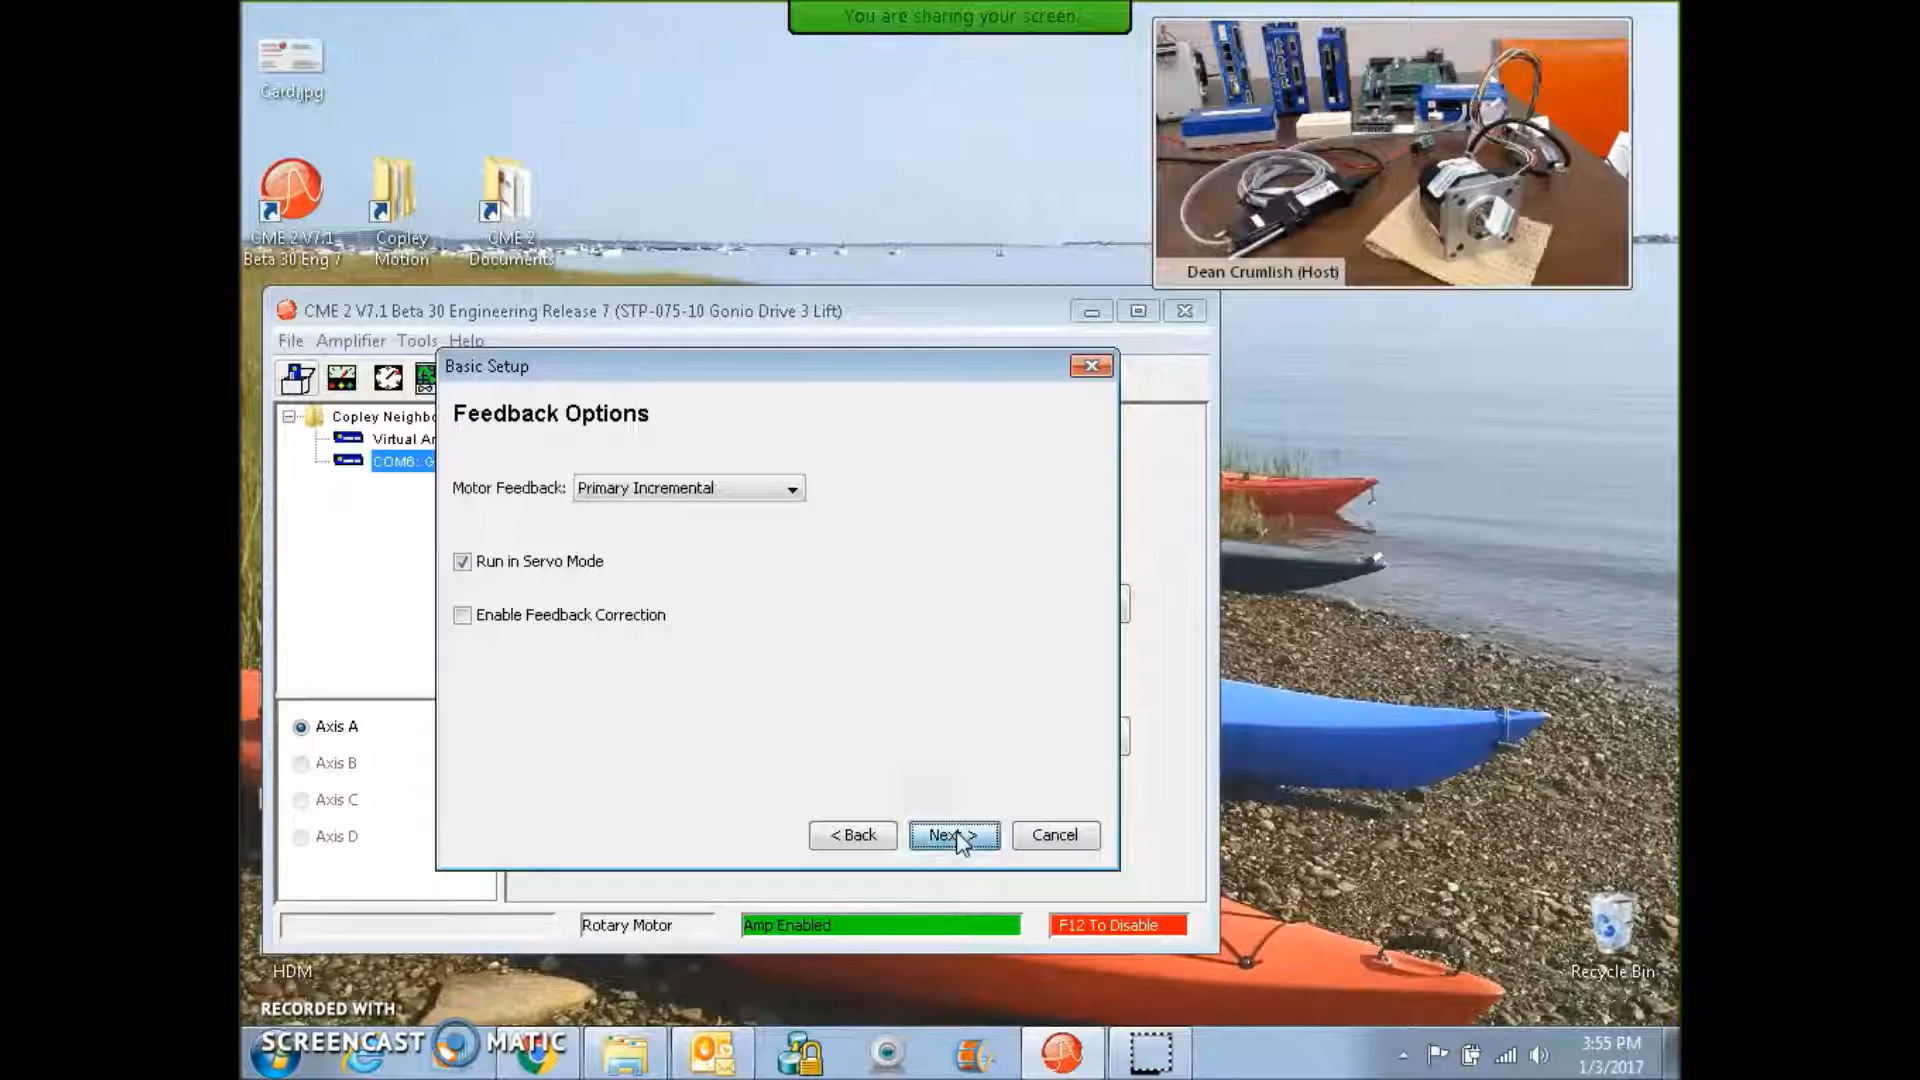 You are sharing your screen.
Card.jpg
CME 2 V7.1
Beta 30 Eng 7
Copley
Motion
CME 2
Documents
Dean Crumlish (Host)
CME 2 V7.1 Beta 30 Engineering Release 7 (STP-075-10 Gonio Drive 3 Lift)
File Amplifier Tools Help
Basic Setup
Copley Neighbo
Virtual Am
COM6: G
Feedback Options
Motor Feedback: Primary Incremental
Run in Servo Mode
Enable Feedback Correction
Axis A
Axis B
Axis C
Axis D
< Back
Next >
Cancel
Rotary Motor
Amp Enabled
F12 To Disable
HDM
Recycle Bin
RECORDED WITH
SCREENCAST MATIC
3:55 PM
1/3/2017